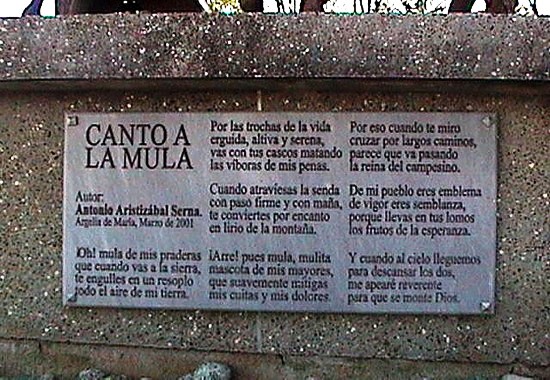 CANTO A
LA MULA
Autor:
Antonio Aristizábal Serna.
Argelia de María, Marzo de 2001
¡Oh! mula de mis praderas
que cuando vas a la sierra,
te engulles en un resoplo
todo el aire de mi tierra.
Por las trochas de la vida
erguida, altiva y serena,
vas con tus cascos matando
las víboras de mis penas.
Cuando atraviesas la senda
con paso firme y con maña,
te conviertes por encanto
en lirio de la montaña.
¡Arre! pues mula, mulita
mascota de mis mayores,
que suavemente mitigas
mis cuitas y mis dolores.
Por eso cuando te miro
cruzar por largos caminos,
parece que va pasando
la reina del campesino.
De mi pueblo eres emblema
de vigor eres semblanza,
porque llevas en tus lomos
los frutos de la esperanza.
Y cuando al cielo lleguemos
para descansar los dos,
me apearé reverente
para que se monte Dios.